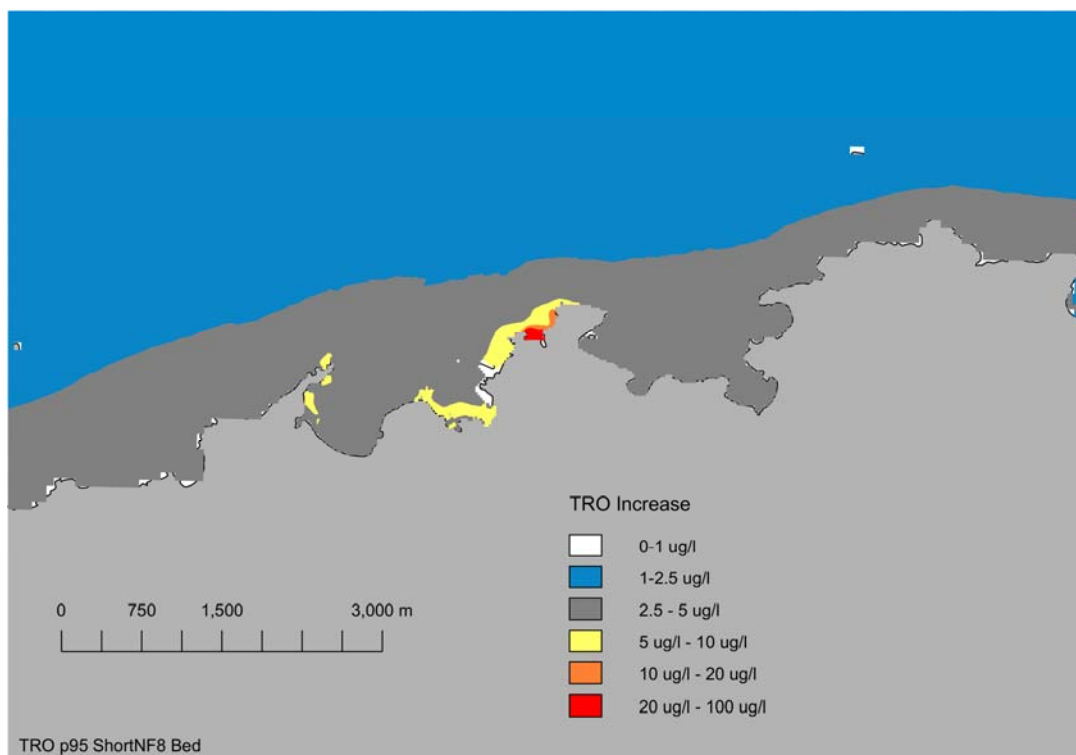 TRO Increase
0-1 ug/l
1-2.5 ug/l
2.5 - 5 ug/l
5 ug/l - 10 ug/l
10 ug/l - 20 ug/l
20 ug/l - 100 ug/l
0 750 1,500 3,000 m
TRO p95 ShortNF8 Bed